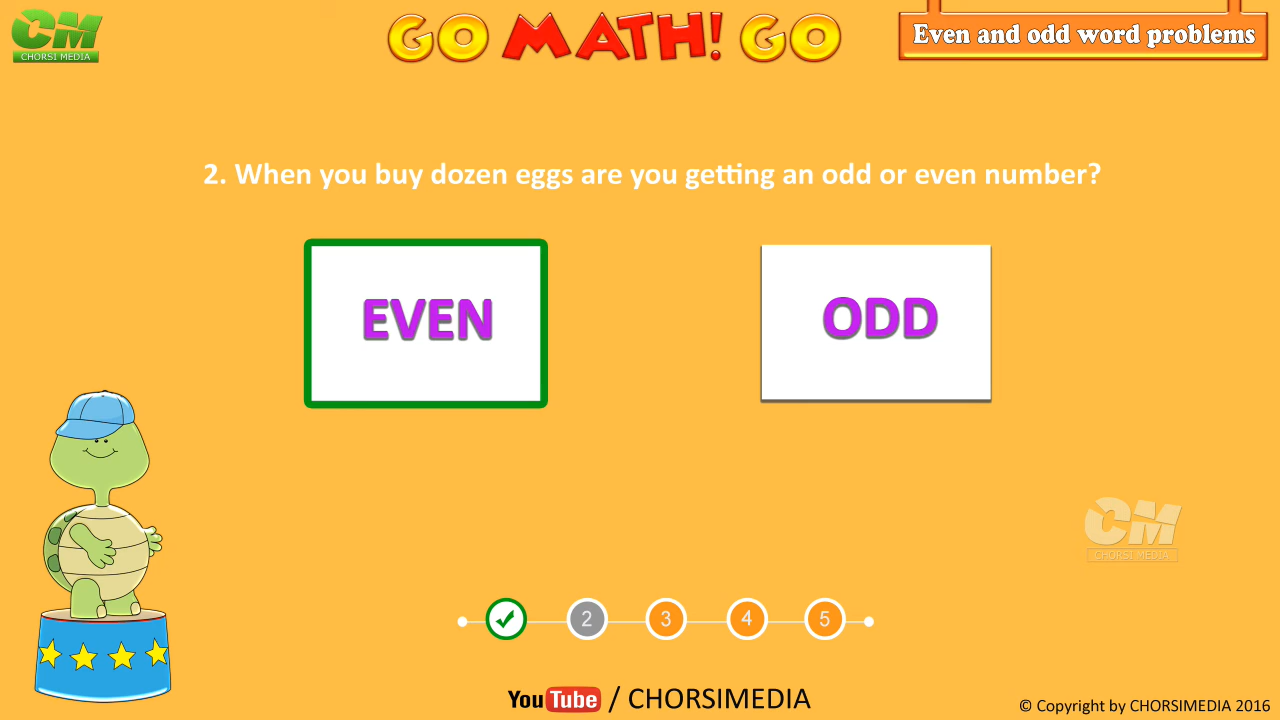 CM
CHORSI MEDIA
GO MATH! GO
Even and odd word problems
2. When you buy dozen eggs are you getting an odd or even number?
EVEN
ODD
CM
CHORSI MEDIA
2 3 4 5
YouTube / CHORSIMEDIA
© Copyright by CHORSIMEDIA 2016